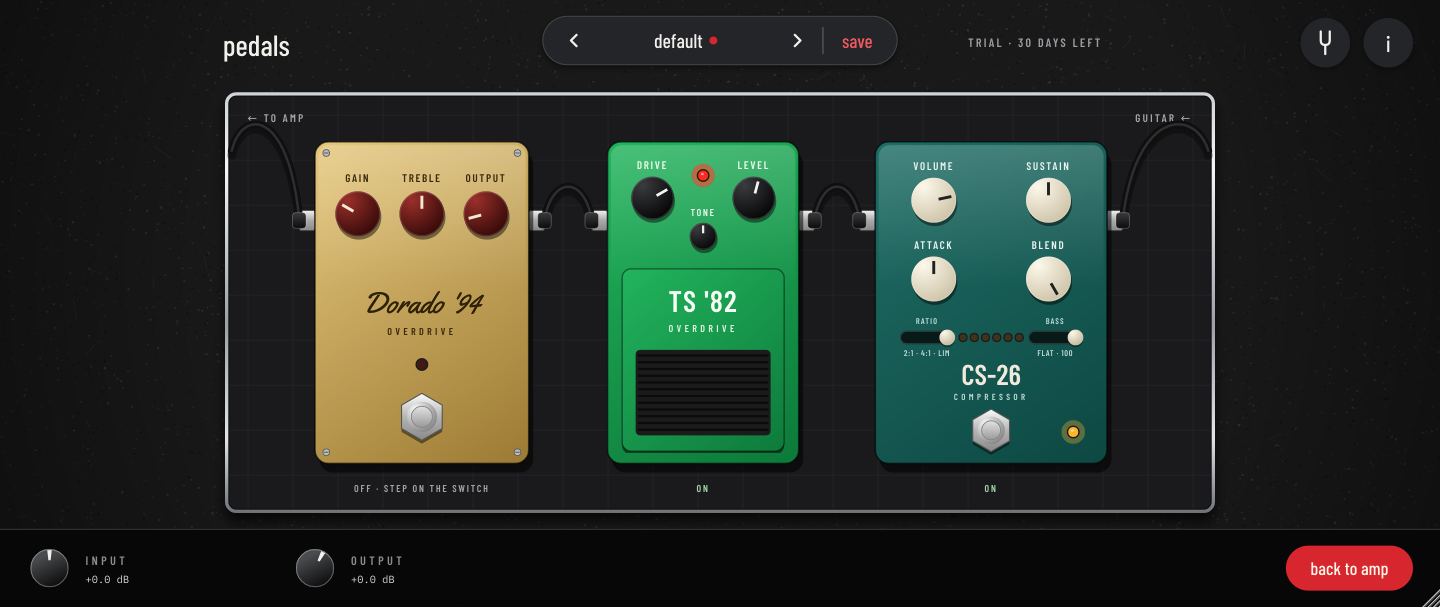 pedals
default
save
TRIAL · 30 DAYS LEFT
i
← TO AMP
GUITAR ←
GAIN TREBLE OUTPUT
Dorado '94
OVERDRIVE
OFF · STEP ON THE SWITCH
DRIVE LEVEL
TONE
TS '82
OVERDRIVE
ON
VOLUME SUSTAIN
ATTACK BLEND
RATIO BASS
2:1 · 4:1 · LIM FLAT · 100
CS-26
COMPRESSOR
ON
INPUT
+0.0 dB
OUTPUT
+0.0 dB
back to amp